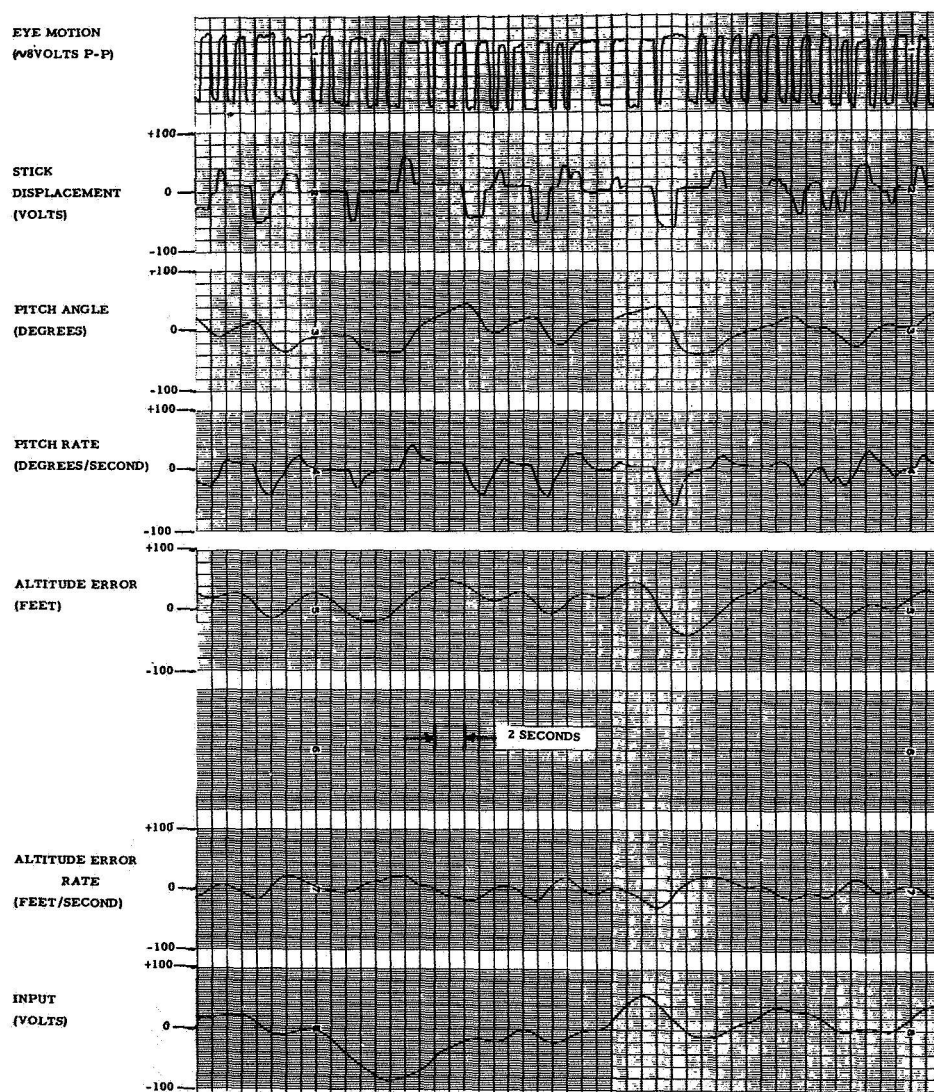 EYE MOTION
(≈8VOLTS P-P)
+100
STICK
DISPLACEMENT
(VOLTS)
0
-100
+100
PITCH ANGLE
(DEGREES)
0
-100
+100
PITCH RATE
(DEGREES/SECOND)
0
-100
+100
ALTITUDE ERROR
(FEET)
0
-100
2 SECONDS
+100
ALTITUDE ERROR
RATE
(FEET/SECOND)
0
-100
+100
INPUT
(VOLTS)
0
-100